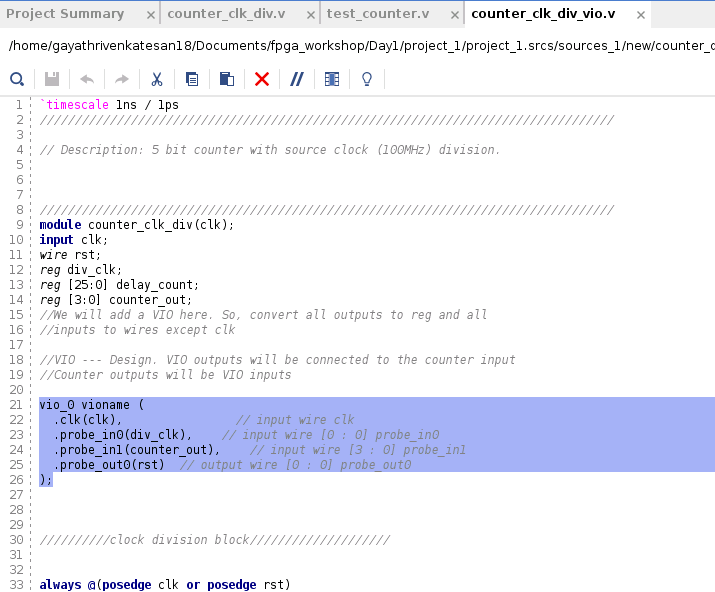 Project Summary × counter_clk_div.v × test_counter.v × counter_clk_div_vio.v ×
/home/gayathrivenkatesan18/Documents/fpga_workshop/Day1/project_1/project_1.srcs/sources_1/new/counter_
1 `timescale 1ns / 1ps
2 //////////////////////////////////////////////////////////////////////////////////
3
4 // Description: 5 bit counter with source clock (100MHz) division.
5
6
7
8 //////////////////////////////////////////////////////////////////////////////////
9 module counter_clk_div(clk);
10 input clk;
11 wire rst;
12 reg div_clk;
13 reg [25:0] delay_count;
14 reg [3:0] counter_out;
15 //We will add a VIO here. So, convert all outputs to reg and all
16 //inputs to wires except clk
17
18 //VIO --- Design. VIO outputs will be connected to the counter input
19 //Counter outputs will be VIO inputs
20
21 vio_0 vioname (
22 .clk(clk), // input wire clk
23 .probe_in0(div_clk), // input wire [0 : 0] probe_in0
24 .probe_in1(counter_out), // input wire [3 : 0] probe_in1
25 .probe_out0(rst) // output wire [0 : 0] probe_out0
26 );
27
28
29
30 //////////clock division block////////////////////
31
32
33 always @(posedge clk or posedge rst)